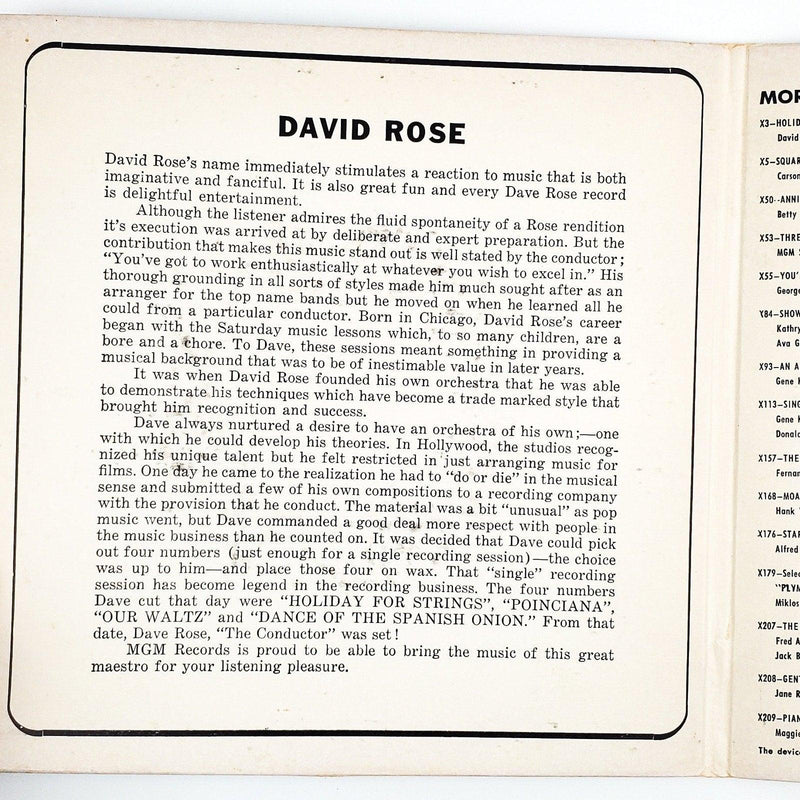 DAVID ROSE
David Rose's name immediately stimulates a reaction to music that is both
imaginative and fanciful. It is also great fun and every Dave Rose record
is delightful entertainment.
Although the listener admires the fluid spontaneity of a Rose rendition
it's execution was arrived at by deliberate and expert preparation. But the
contribution that makes this music stand out is well stated by the conductor;
“You've got to work enthusiastically at whatever you wish to excel in.” His
thorough grounding in all sorts of styles made him much sought after as an
arranger for the top name bands but he moved on when he learned all he
could from a particular conductor. Born in Chicago, David Rose's career
began with the Saturday music lessons which, to so many children, are a
bore and a chore. To Dave, these sessions meant something in providing a
musical background that was to be of inestimable value in later years.
It was when David Rose founded his own orchestra that he was able
to demonstrate his techniques which have become a trade marked style that
brought him recognition and success.
Dave always nurtured a desire to have an orchestra of his own;—one
with which he could develop his theories. In Hollywood, the studios recog-
nized his unique talent but he felt restricted in just arranging music for
films. One day he came to the realization he had to “do or die” in the musical
sense and submitted a few of his own compositions to a recording company
with the provision that he conduct. The material was a bit “unusual” as pop
music went, but Dave commanded a good deal more respect with people in
the music business than he counted on. It was decided that Dave could pick
out four numbers (just enough for a single recording session)—the choice
was up to him—and place those four on wax. That “single” recording
session has become legend in the recording business. The four numbers
Dave cut that day were “HOLIDAY FOR STRINGS”, “POINCIANA”,
“OUR WALTZ” and “DANCE OF THE SPANISH ONION.” From that
date, Dave Rose, “The Conductor” was set!
MGM Records is proud to be able to bring the music of this great
maestro for your listening pleasure.
MOR
X3—HOLID
David
X5—SQUAR
Carson
X50--ANNI
Betty
X53—THRE
MGM S
X55—YOU'
George
X84—SHOW
Kathry
Ava G
X93—AN A
Gene K
X113—SING
Gene K
Donald
X157—THE
Fernan
X168—MOA
Hank
X176—STAR
Alfred
X179—Selec
"PLYM
Miklos
X207—THE
Fred A
Jack B
X208—GENT
Jane R
X209—PIAN
Maggie
The device